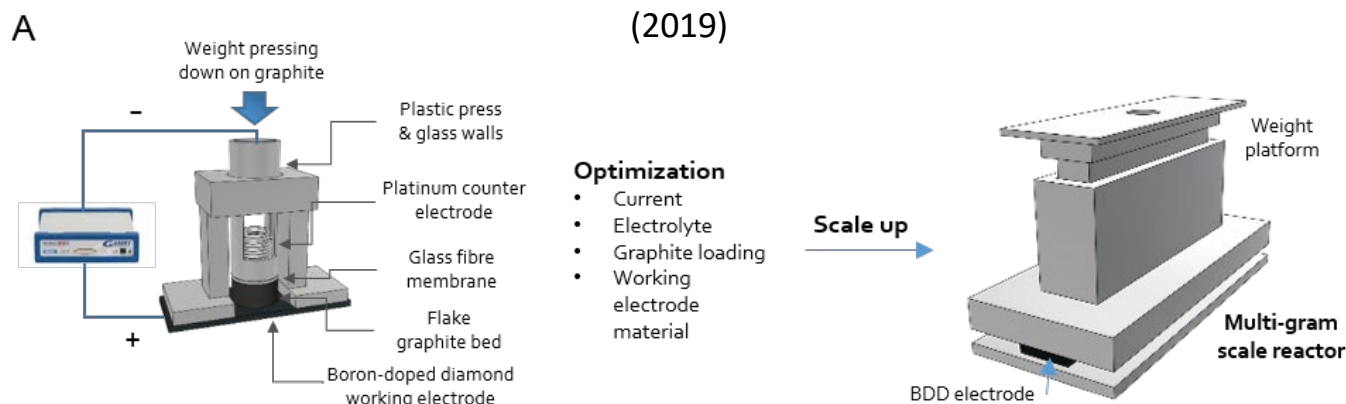 A
(2019)
Weight pressing
down on graphite
−
Plastic press
& glass walls
Platinum counter
electrode
Glass fibre
membrane
+
Flake
graphite bed
Boron-doped diamond
working electrode
Optimization
• Current
• Electrolyte
• Graphite loading
• Working
electrode
material
Scale up
Weight
platform
Multi-gram
scale reactor
BDD electrode